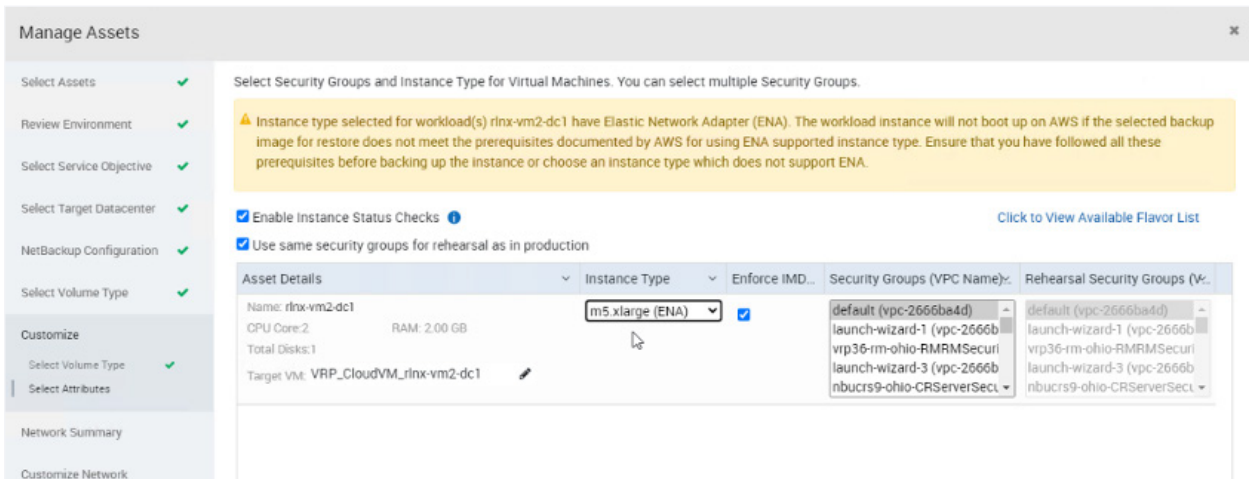 Manage Assets
×
Select Assets
Review Environment
Select Service Objective
Select Target Datacenter
NetBackup Configuration
Select Volume Type
Customize
Select Volume Type
Select Attributes
Network Summary
Customize Network
Select Security Groups and Instance Type for Virtual Machines. You can select multiple Security Groups.
Instance type selected for workload(s) rlnx-vm2-dc1 have Elastic Network Adapter (ENA). The workload instance will not boot up on AWS if the selected backup
image for restore does not meet the prerequisites documented by AWS for using ENA supported instance type. Ensure that you have followed all these
prerequisites before backing up the instance or choose an instance type which does not support ENA.
Enable Instance Status Checks
Click to View Available Flavor List
Use same security groups for rehearsal as in production
Asset Details Instance Type Enforce IMD... Security Groups (VPC Name) Rehearsal Security Groups (V...
Name: rlnx-vm2-dc1
CPU Core:2 RAM: 2.00 GB
Total Disks:1
Target VM: VRP_CloudVM_rlnx-vm2-dc1
m5.xlarge (ENA)
default (vpc-2666ba4d)
launch-wizard-1 (vpc-2666b
vrp36-rm-ohio-RMRMSecuri
launch-wizard-3 (vpc-2666b
nbucrs9-ohio-CRServerSecu
default (vpc-2666ba4d)
launch-wizard-1 (vpc-2666b
vrp36-rm-ohio-RMRMSecuri
launch-wizard-3 (vpc-2666b
nbucrs9-ohio-CRServerSecu